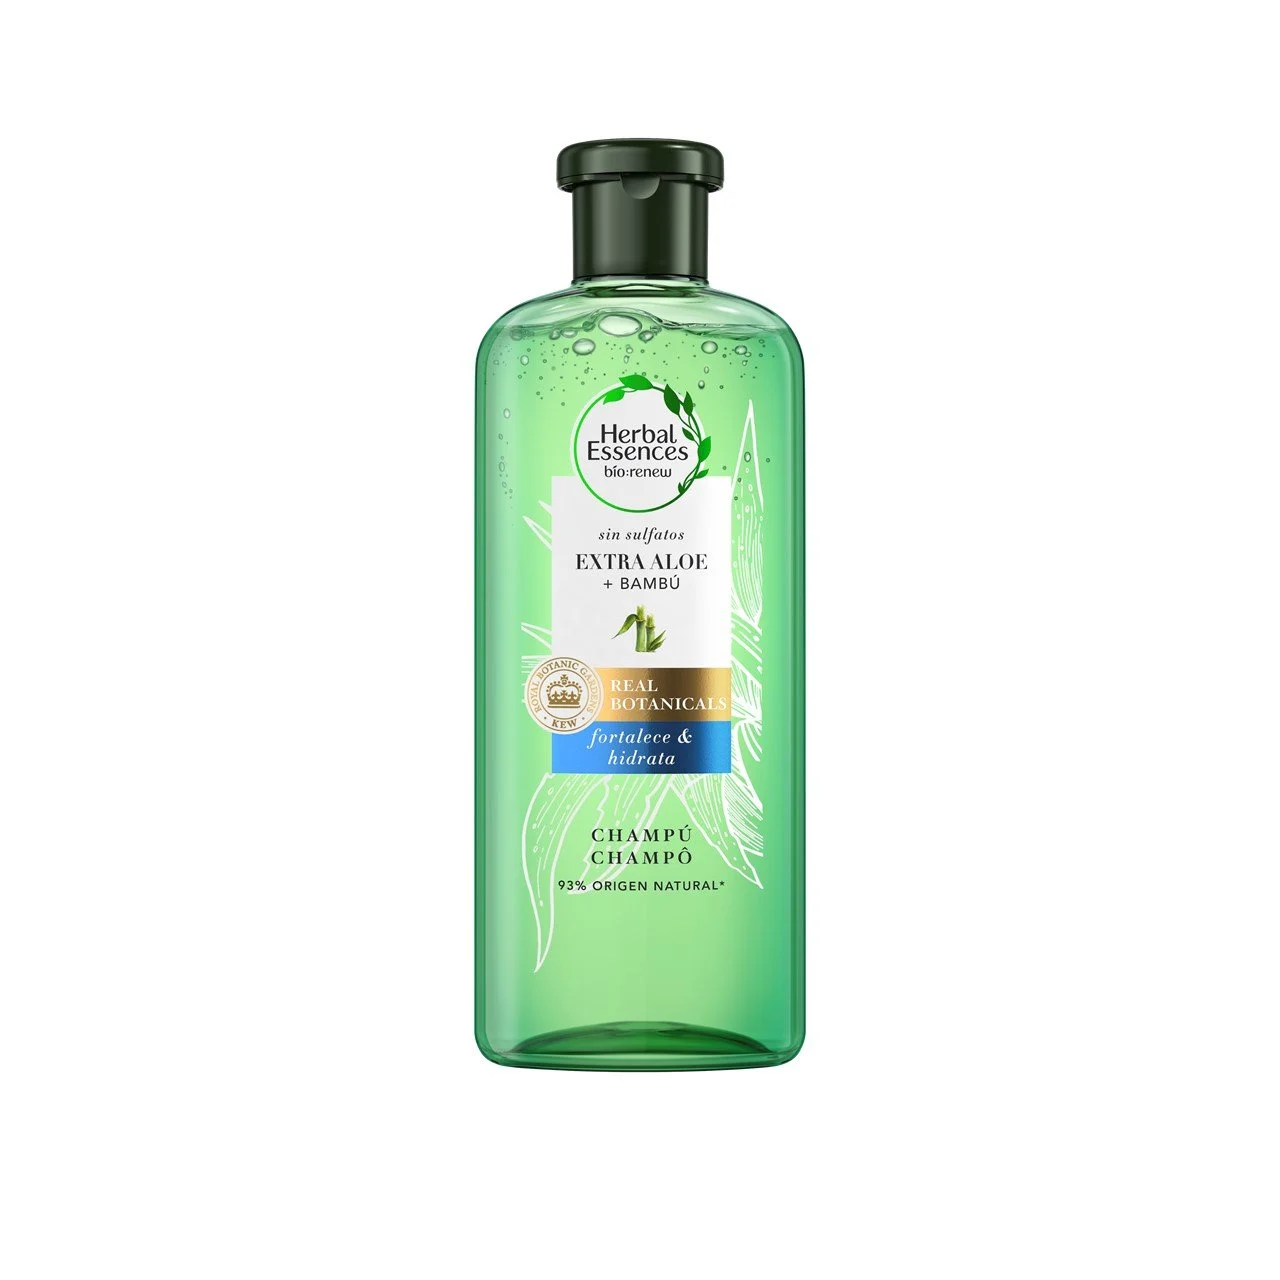 Herbal
Essences
bio:renew
sin sulfatos
EXTRA ALOE
+ BAMBÚ
ROYAL BOTANIC GARDENS
• KEW •
REAL
BOTANICALS
fortalece &
hidrata
CHAMPÚ
CHAMPÔ
93% ORIGEN NATURAL*